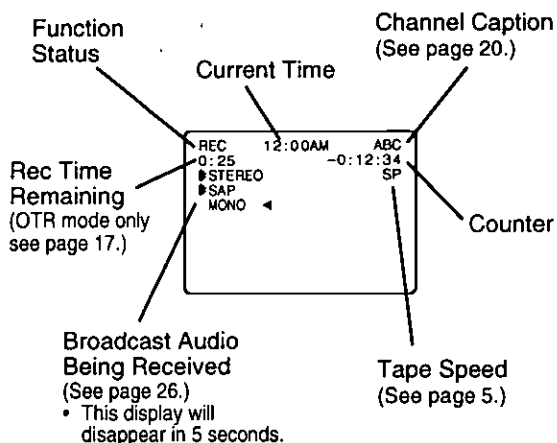 Function
Status
Current Time
Channel Caption
(See page 20.)
REC 12:00AM ABC
0:25 -0:12:34
▶STEREO SP
▶SAP
MONO ◀
Rec Time
Remaining
(OTR mode only
see page 17.)
Counter
Broadcast Audio
Being Received
(See page 26.)
• This display will
disappear in 5 seconds.
Tape Speed
(See page 5.)